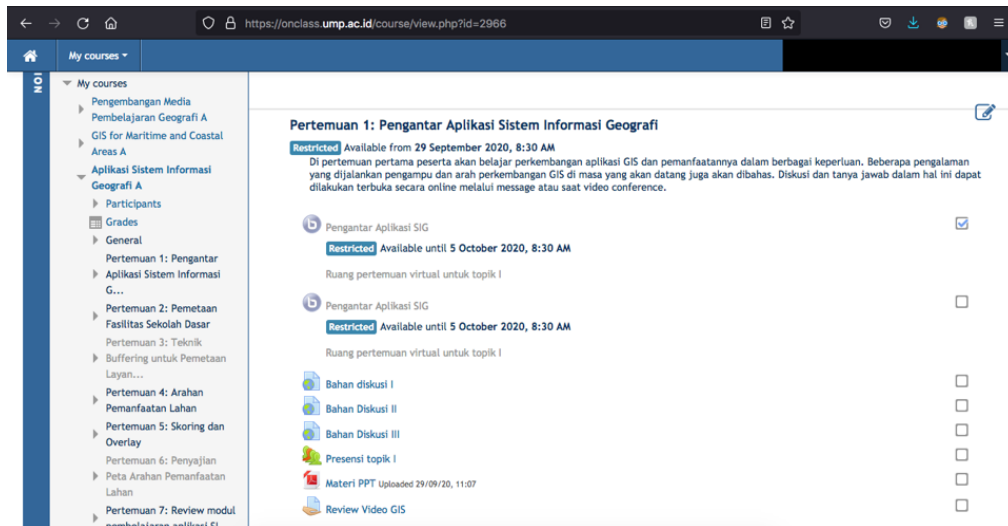 https://onclass.ump.ac.id/course/view.php?id=2966
My courses
ION
My courses
Pengembangan Media
Pembelajaran Geografi A
GIS for Maritime and Coastal
Areas A
Aplikasi Sistem Informasi
Geografi A
Participants
Grades
General
Pertemuan 1: Pengantar
Aplikasi Sistem Informasi
G...
Pertemuan 2: Pemetaan
Fasilitas Sekolah Dasar
Pertemuan 3: Teknik
Buffering untuk Pemetaan
Layan...
Pertemuan 4: Arahan
Pemanfaatan Lahan
Pertemuan 5: Skoring dan
Overlay
Pertemuan 6: Penyajian
Peta Arahan Pemanfaatan
Lahan
Pertemuan 7: Review modul
pembelajaran aplikasi SI
Pertemuan 1: Pengantar Aplikasi Sistem Informasi Geografi
Restricted Available from 29 September 2020, 8:30 AM
Di pertemuan pertama peserta akan belajar perkembangan aplikasi GIS dan pemanfaatannya dalam berbagai keperluan. Beberapa pengalaman
yang dijalankan pengampu dan arah perkembangan GIS di masa yang akan datang juga akan dibahas. Diskusi dan tanya jawab dalam hal ini dapat
dilakukan terbuka secara online melalui message atau saat video conference.
b Pengantar Aplikasi SIG
Restricted Available until 5 October 2020, 8:30 AM
Ruang pertemuan virtual untuk topik I
b Pengantar Aplikasi SIG
Restricted Available until 5 October 2020, 8:30 AM
Ruang pertemuan virtual untuk topik I
Bahan diskusi I
Bahan Diskusi II
Bahan Diskusi III
Presensi topik I
Materi PPT Uploaded 29/09/20, 11:07
Review Video GIS